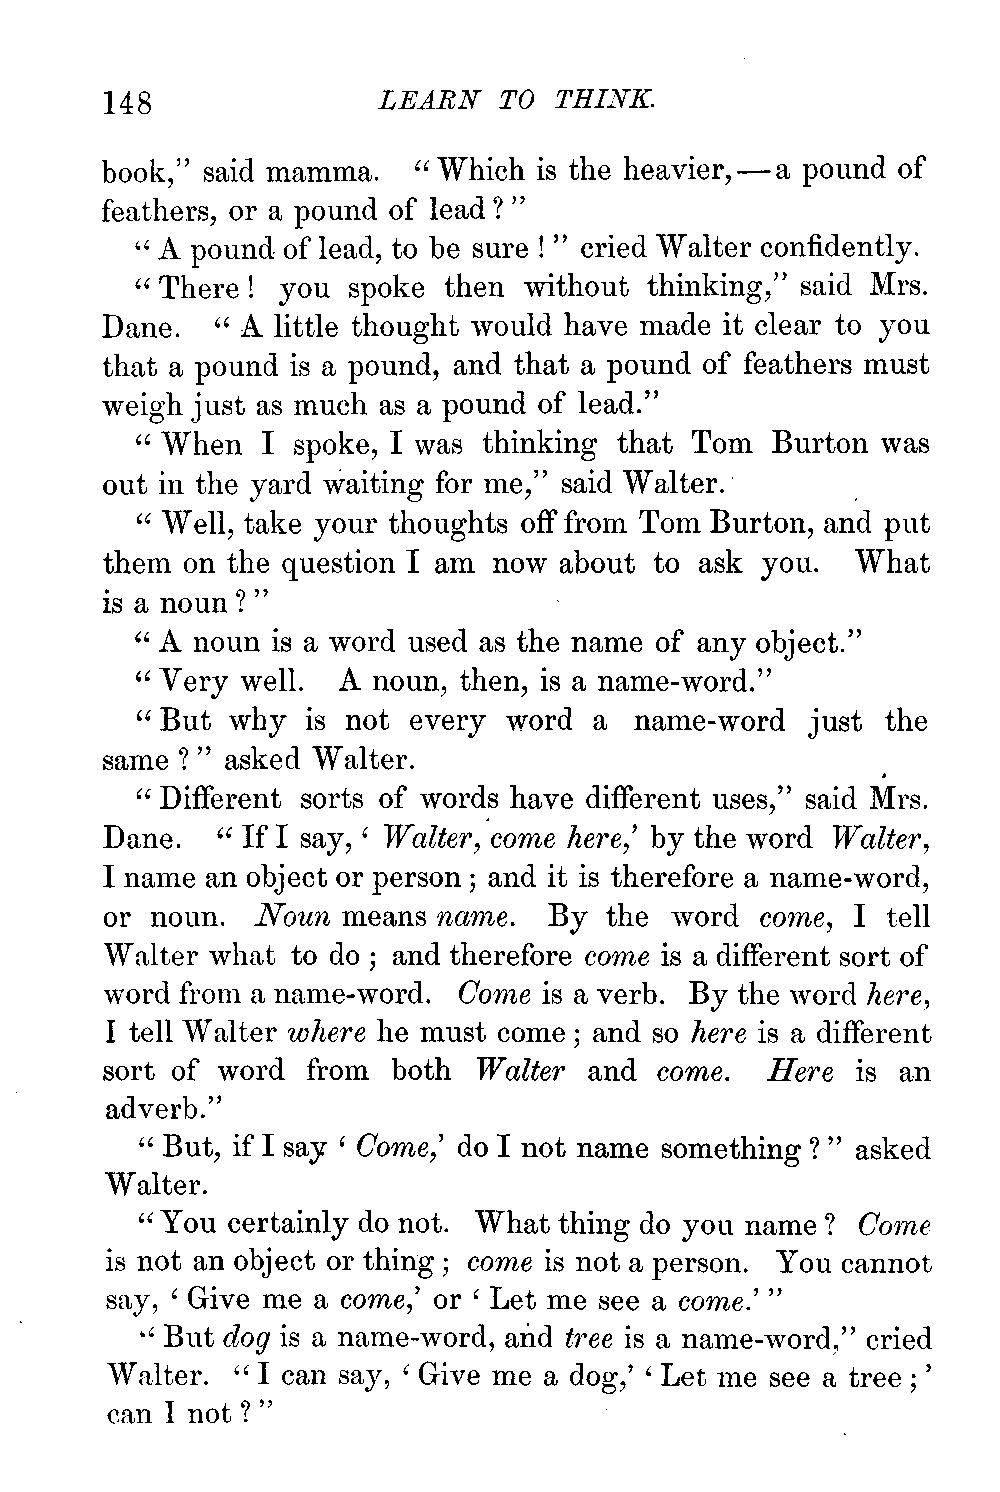 148 LEARN TO THINK.
book,” said mamma. “Which is the heavier,—a pound of
feathers, or a pound of lead?”
“A pound of lead, to be sure!” cried Walter confidently.
“There! you spoke then without thinking,” said Mrs.
Dane. “A little thought would have made it clear to you
that a pound is a pound, and that a pound of feathers must
weigh just as much as a pound of lead.”
“When I spoke, I was thinking that Tom Burton was
out in the yard waiting for me,” said Walter.
“Well, take your thoughts off from Tom Burton, and put
them on the question I am now about to ask you. What
is a noun?”
“A noun is a word used as the name of any object.”
“Very well. A noun, then, is a name-word.”
“But why is not every word a name-word just the
same?” asked Walter.
“Different sorts of words have different uses,” said Mrs.
Dane. “If I say, ‘Walter, come here,’ by the word Walter,
I name an object or person; and it is therefore a name-word,
or noun. Noun means name. By the word come, I tell
Walter what to do; and therefore come is a different sort of
word from a name-word. Come is a verb. By the word here,
I tell Walter where he must come; and so here is a different
sort of word from both Walter and come. Here is an
adverb.”
“But, if I say ‘Come,’ do I not name something?” asked
Walter.
“You certainly do not. What thing do you name? Come
is not an object or thing; come is not a person. You cannot
say, ‘Give me a come,’ or ‘Let me see a come.’”
“But dog is a name-word, and tree is a name-word,” cried
Walter. “I can say, ‘Give me a dog,’ ‘Let me see a tree;’
can I not?”